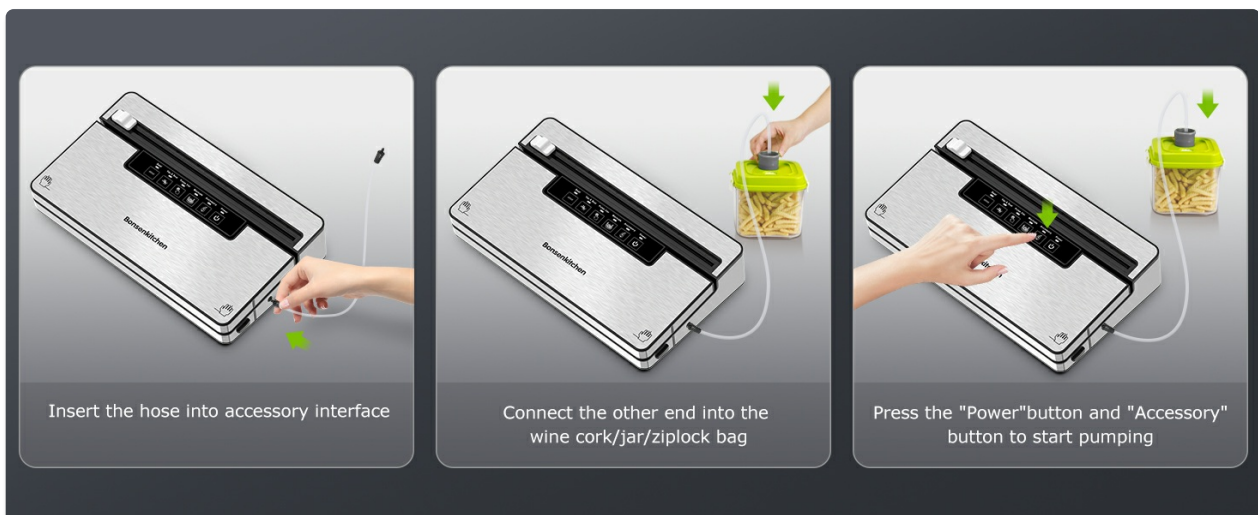 Bonsenkitchen
Insert the hose into accessory interface
Bonsenkitchen
Connect the other end into the
wine cork/jar/ziplock bag
Press the "Power"button and "Accessory"
button to start pumping